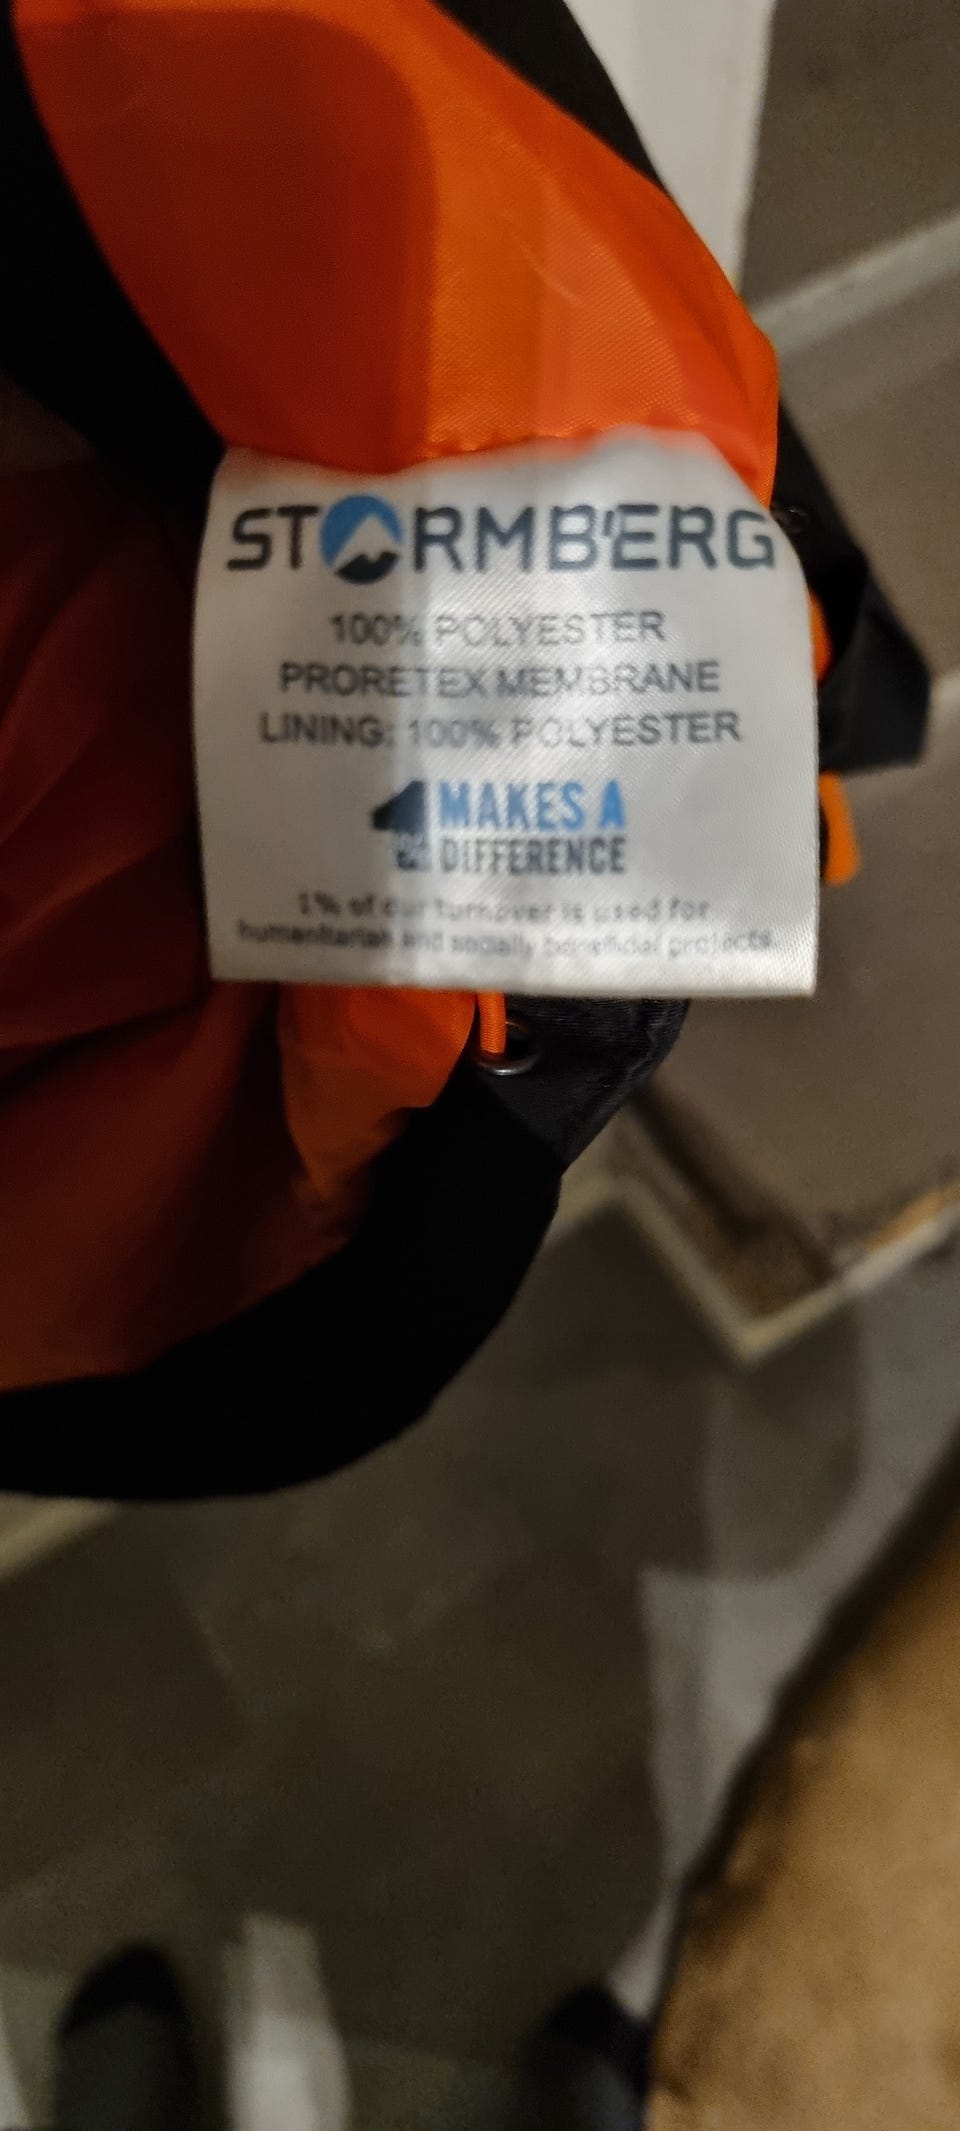 STORMBERG
100% POLYESTER
PRORETEX MEMBRANE
LINING: 100% POLYESTER
1% MAKES A
DIFFERENCE
1% of our turnover is used for
humanitarian and socially beneficial projects.